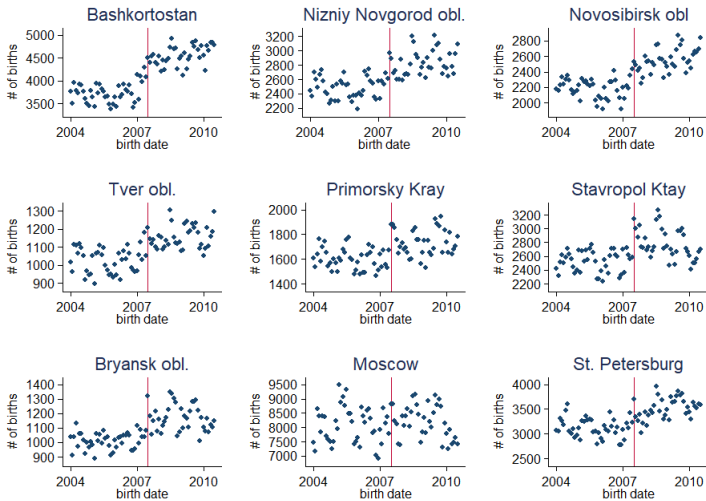 Bashkortostan
# of births
5000
4500
4000
3500
2004
2007
2010
birth date
Nizniy Novgorod obl.
# of births
3200
3000
2800
2600
2400
2200
2004
2007
2010
birth date
Novosibirsk obl
# of births
2800
2600
2400
2200
2000
2004
2007
2010
birth date
Tver obl.
# of births
1300
1200
1100
1000
900
2004
2007
2010
birth date
Primorsky Kray
# of births
2000
1800
1600
1400
2004
2007
2010
birth date
Stavropol Ktay
# of births
3200
3000
2800
2600
2400
2200
2004
2007
2010
birth date
Bryansk obl.
# of births
1400
1300
1200
1100
1000
900
2004
2007
2010
birth date
Moscow
# of births
9500
9000
8500
8000
7500
7000
2004
2007
2010
birth date
St. Petersburg
# of births
4000
3500
3000
2500
2004
2007
2010
birth date